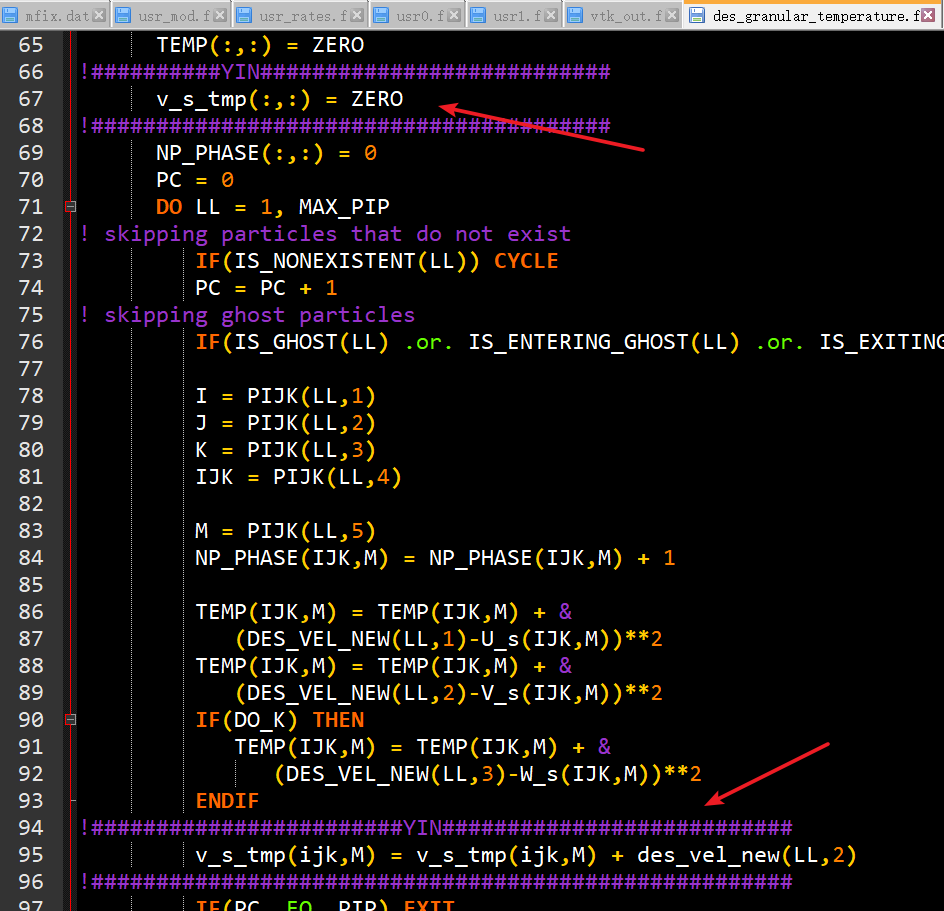 mfix.dat usr_mod.f usr_rates.f usr0.f usr1.f vtk_out.f des_granular_temperature.f
65 TEMP(:,:) = ZERO
66 !##########YIN###########################
67 v_s_tmp(:,:) = ZERO
68 !########################################
69 NP_PHASE(:,:) = 0
70 PC = 0
71 DO LL = 1, MAX_PIP
72 ! skipping particles that do not exist
73 IF(IS_NONEXISTENT(LL)) CYCLE
74 PC = PC + 1
75 ! skipping ghost particles
76 IF(IS_GHOST(LL) .or. IS_ENTERING_GHOST(LL) .or. IS_EXITING
77
78 I = PIJK(LL,1)
79 J = PIJK(LL,2)
80 K = PIJK(LL,3)
81 IJK = PIJK(LL,4)
82
83 M = PIJK(LL,5)
84 NP_PHASE(IJK,M) = NP_PHASE(IJK,M) + 1
85
86 TEMP(IJK,M) = TEMP(IJK,M) + &
87 (DES_VEL_NEW(LL,1)-U_s(IJK,M))**2
88 TEMP(IJK,M) = TEMP(IJK,M) + &
89 (DES_VEL_NEW(LL,2)-V_s(IJK,M))**2
90 IF(DO_K) THEN
91 TEMP(IJK,M) = TEMP(IJK,M) + &
92 (DES_VEL_NEW(LL,3)-W_s(IJK,M))**2
93 ENDIF
94 !########################YIN###########################
95 v_s_tmp(ijk,M) = v_s_tmp(ijk,M) + des_vel_new(LL,2)
96 !######################################################
97 IF(PC .EQ. PIP) EXIT